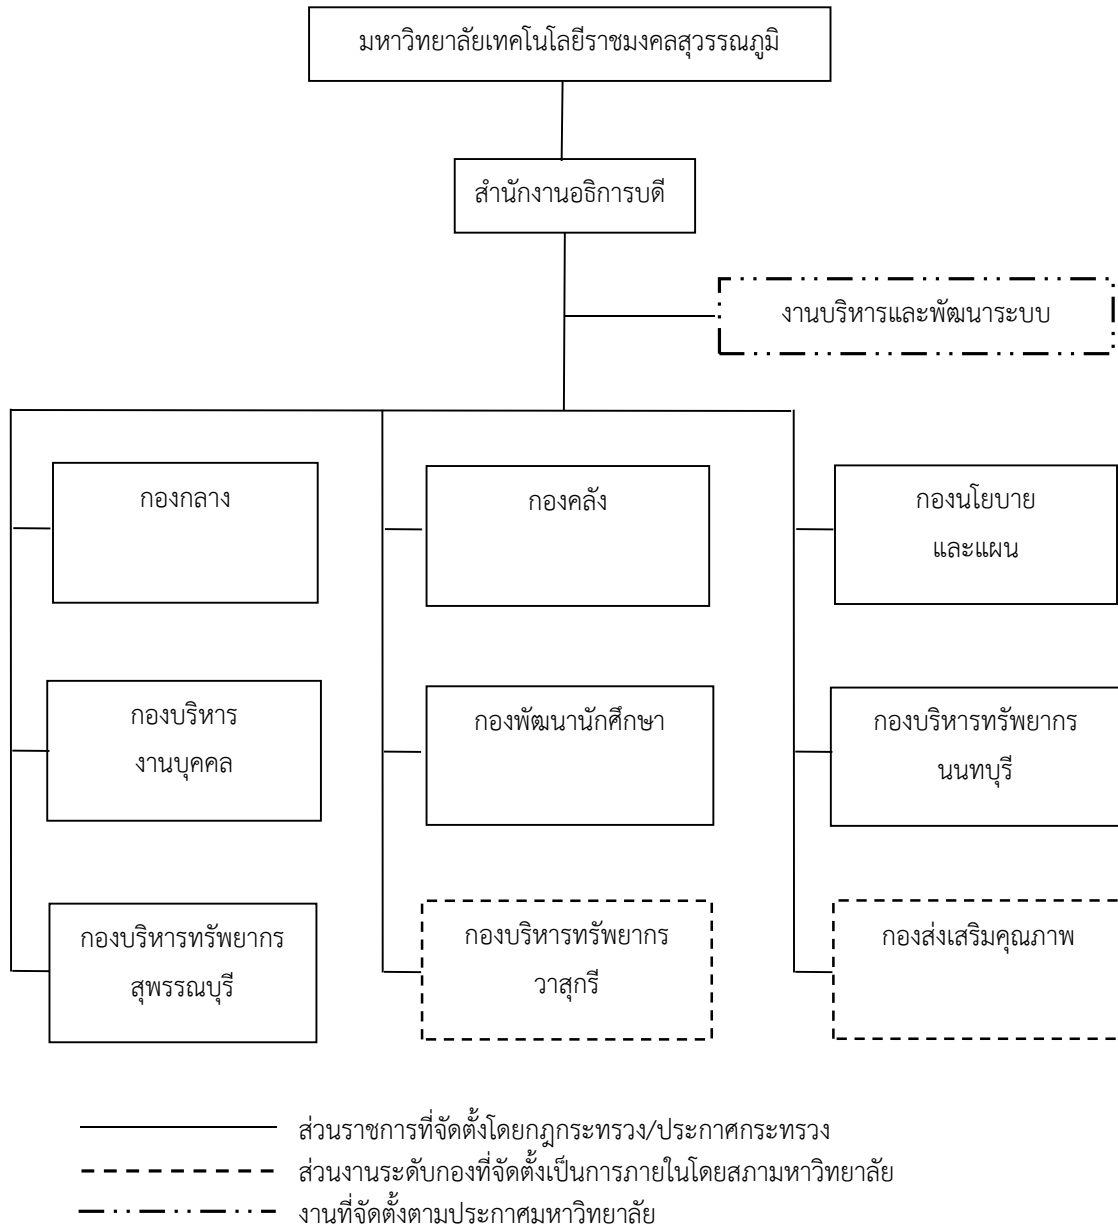 มหาวิทยาลัยเทคโนโลยีราชมงคลสุวรรณภูมิ
สำนักงานอธิการบดี
งานบริหารและพัฒนาระบบ
กองกลาง
กองคลัง
กองนโยบาย
และแผน
กองบริหาร
งานบุคคล
กองพัฒนานักศึกษา
กองบริหารทรัพยากร
นนทบุรี
กองบริหารทรัพยากร
สุพรรณบุรี
กองบริหารทรัพยากร
วาสุกรี
กองส่งเสริมคุณภาพ
ส่วนราชการที่จัดตั้งโดยกฎกระทรวง/ประกาศกระทรวง
ส่วนงานระดับกองที่จัดตั้งเป็นการภายในโดยสภามหาวิทยาลัย
งานที่จัดตั้งตามประกาศมหาวิทยาลัย